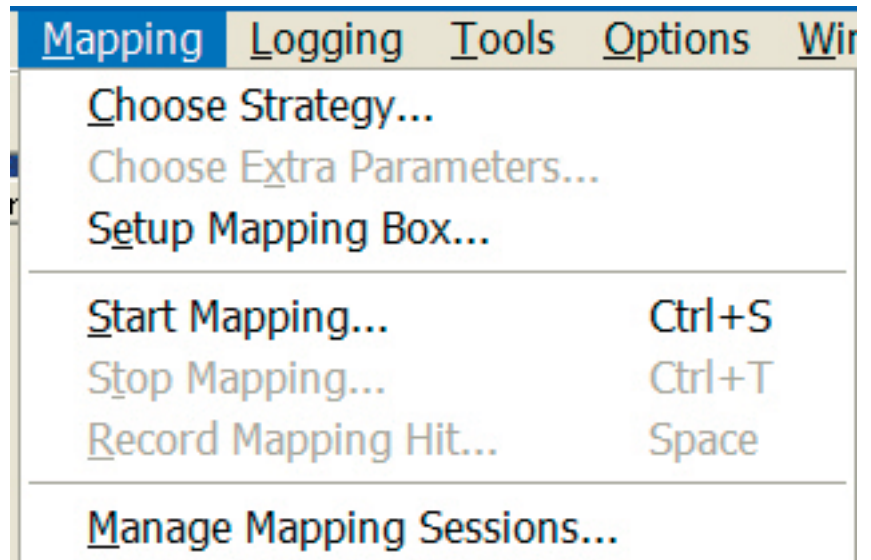 Mapping Logging Tools Options
Choose Strategy...
Choose Extra Parameters...
Setup Mapping Box...
Start Mapping... Ctrl+S
Stop Mapping... Ctrl+T
Record Mapping Hit... Space
Manage Mapping Sessions...